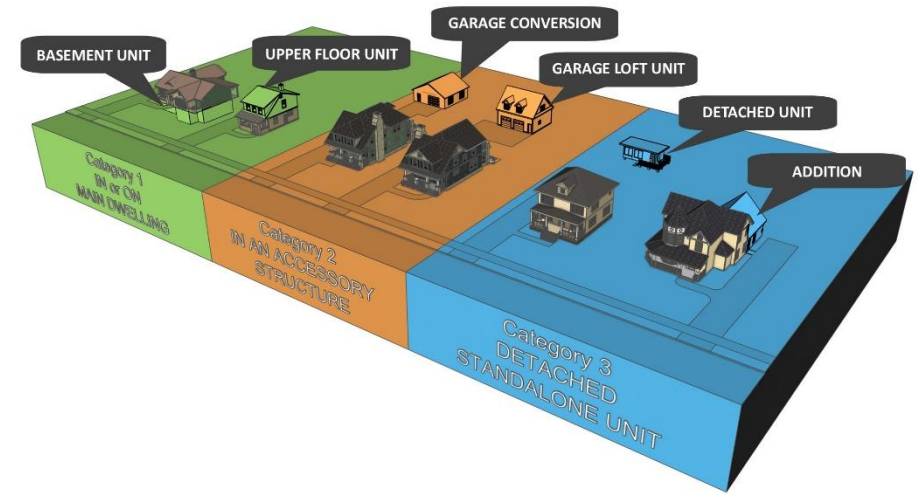 GARAGE CONVERSION
BASEMENT UNIT
UPPER FLOOR UNIT
GARAGE LOFT UNIT
DETACHED UNIT
ADDITION
Category 1
IN or ON
MAIN DWELLING
Category 2
IN AN ACCESSORY
STRUCTURE
Category 3
DETACHED
STANDALONE UNIT